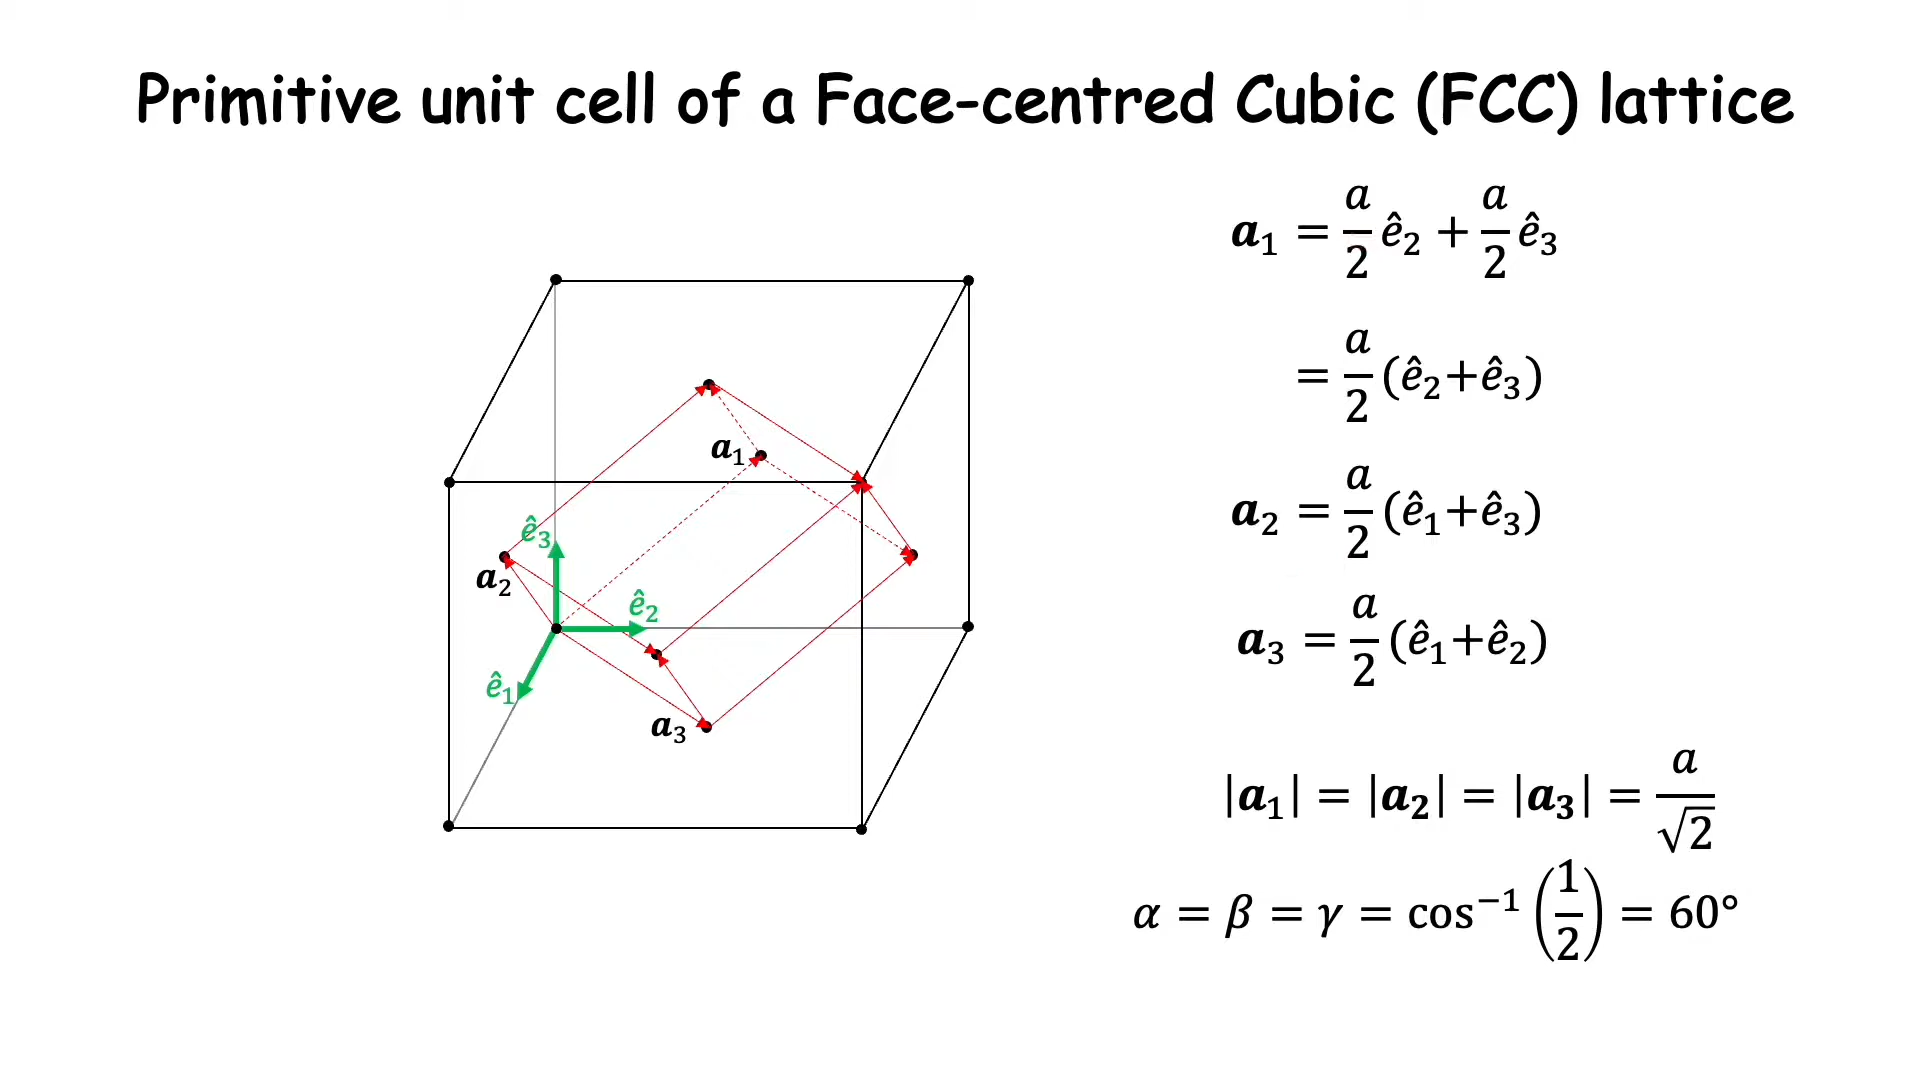 Primitive unit cell of a Face-centred Cubic (FCC) lattice
𝒂₁ = a/2 ê₂ + a/2 ê₃
= a/2 (ê₂+ê₃)
𝒂₂ = a/2 (ê₁+ê₃)
𝒂₃ = a/2 (ê₁+ê₂)
|𝒂₁| = |𝒂₂| = |𝒂₃| = a/√2
α = β = γ = cos⁻¹ (1/2) = 60°
𝒂₁
ê₃
𝒂₂
ê₂
ê₁
𝒂₃